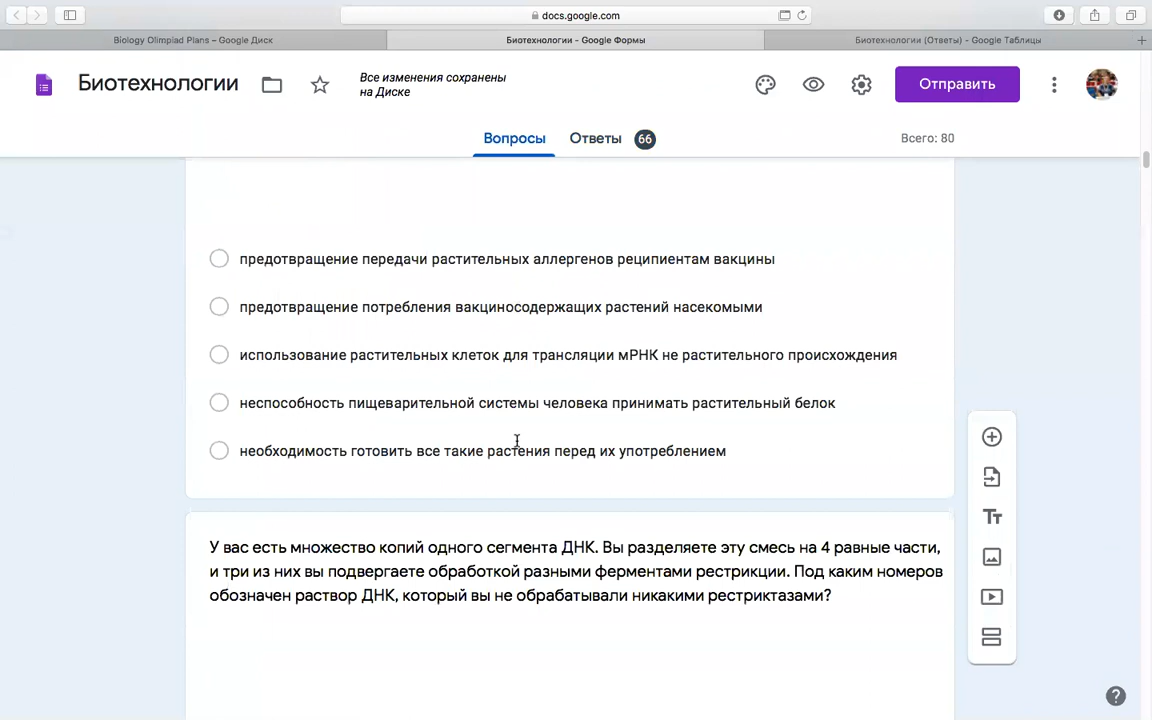 docs.google.com
Biology Olimpiad Plans – Google Диск
Биотехнологии - Google Формы
Биотехнологии (Ответы) - Google Таблицы
Биотехнологии
Все изменения сохранены
на Диске
Отправить
Вопросы
Ответы 66
Всего: 80
предотвращение передачи растительных аллергенов реципиентам вакцины
предотвращение потребления вакциносодержащих растений насекомыми
использование растительных клеток для трансляции мРНК не растительного происхождения
неспособность пищеварительной системы человека принимать растительный белок
необходимость готовить все такие растения перед их употреблением
Tт
У вас есть множество копий одного сегмента ДНК. Вы разделяете эту смесь на 4 равные части,
и три из них вы подвергаете обработкой разными ферментами рестрикции. Под каким номеров
обозначен раствор ДНК, который вы не обрабатывали никакими рестриктазами?